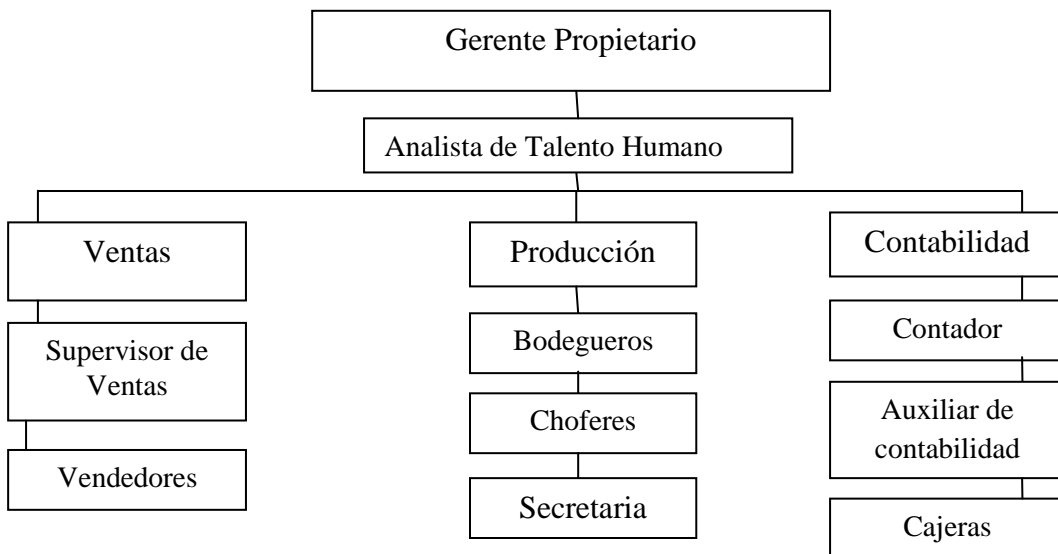 Gerente Propietario
Analista de Talento Humano
Ventas
Supervisor de
Ventas
Vendedores
Producción
Bodegueros
Choferes
Secretaria
Contabilidad
Contador
Auxiliar de
contabilidad
Cajeras